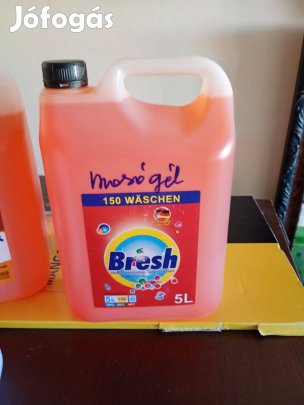 Jófogás
mosó gél
150 WÄSCHEN
Bresh
5L